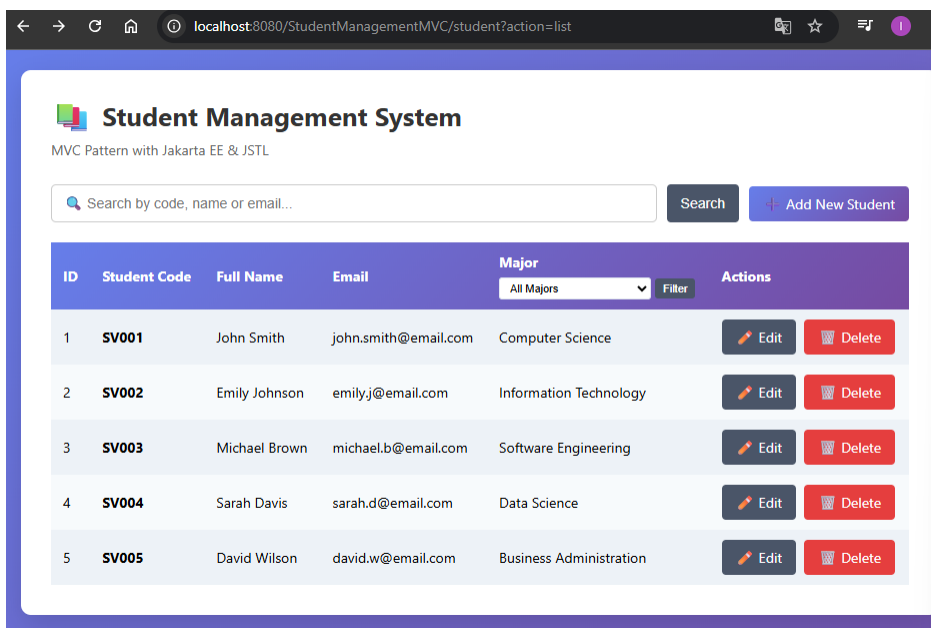 localhost:8080/StudentManagementMVC/student?action=list
I
Student Management System
MVC Pattern with Jakarta EE & JSTL
Search by code, name or email...
Search
Add New Student
ID Student Code Full Name Email Major Actions
All Majors Filter
1 SV001 John Smith john.smith@email.com Computer Science Edit Delete
2 SV002 Emily Johnson emily.j@email.com Information Technology Edit Delete
3 SV003 Michael Brown michael.b@email.com Software Engineering Edit Delete
4 SV004 Sarah Davis sarah.d@email.com Data Science Edit Delete
5 SV005 David Wilson david.w@email.com Business Administration Edit Delete